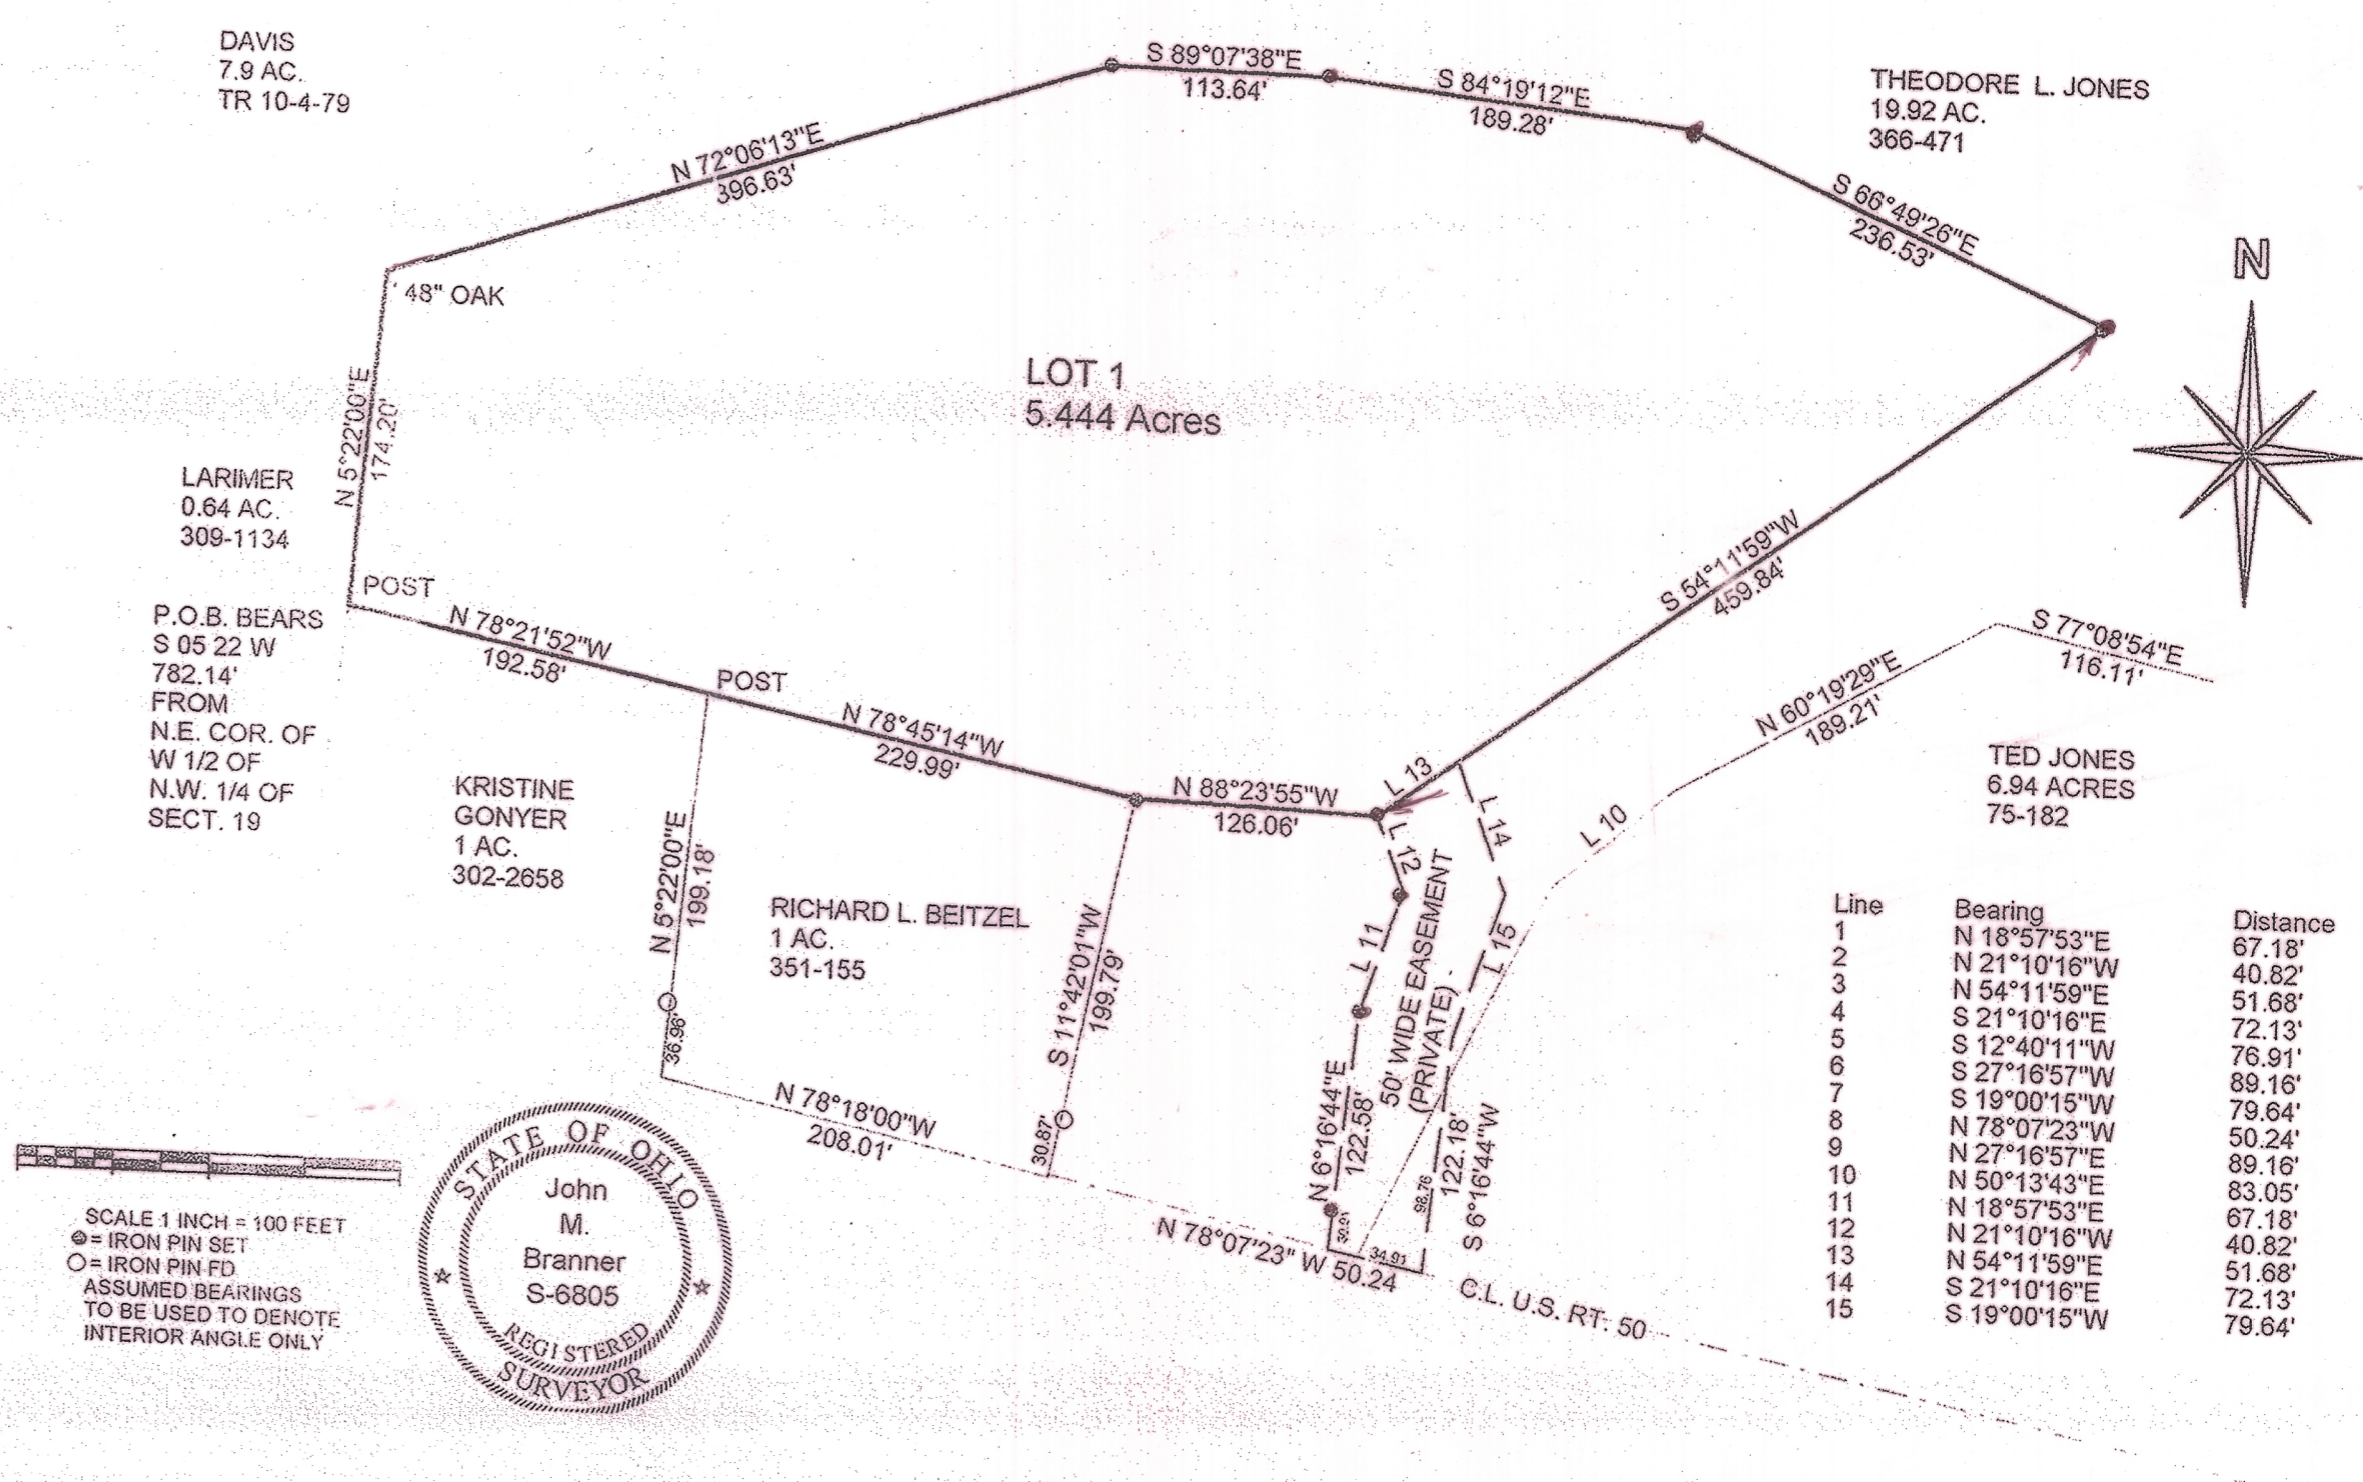 DAVIS
7.9 AC.
TR 10-4-79
S 89°07'38"E
113.64'
S 84°19'12"E
189.28'
THEODORE L. JONES
19.92 AC.
366-471
N 72°06'13"E
396.63'
S 66°49'26"E
236.53'
N
48" OAK
LOT 1
5.444 Acres
N 5°22'00"E
174.20'
LARIMER
0.64 AC.
309-1134
POST
P.O.B. BEARS
S 05 22 W
782.14'
FROM
N.E. COR. OF
W 1/2 OF
N.W. 1/4 OF
SECT. 19
N 78°21'52"W
192.58'
POST
N 78°45'14"W
229.99'
N 88°23'55"W
126.06'
S 54°11'59"W
459.84'
L 13
L 14
L 12
L 11
L 15
L 10
N 60°19'29"E
189.21'
S 77°08'54"E
116.11'
TED JONES
6.94 ACRES
75-182
KRISTINE
GONYER
1 AC.
302-2658
N 5°22'00"E
199.18'
36.96'
RICHARD L. BEITZEL
1 AC.
351-155
S 11°42'01"W
199.79'
30.87'
50' WIDE EASEMENT
(PRIVATE)
N 6°16'44"E
122.58'
30.91
98.76
122.18'
S 6°16'44"W
34.91
N 78°18'00"W
208.01'
N 78°07'23" W 50.24
C.L. U.S. RT. 50
Line Bearing Distance
1 N 18°57'53"E 67.18'
2 N 21°10'16"W 40.82'
3 N 54°11'59"E 51.68'
4 S 21°10'16"E 72.13'
5 S 12°40'11"W 76.91'
6 S 27°16'57"W 89.16'
7 S 19°00'15"W 79.64'
8 N 78°07'23"W 50.24'
9 N 27°16'57"E 89.16'
10 N 50°13'43"E 83.05'
11 N 18°57'53"E 67.18'
12 N 21°10'16"W 40.82'
13 N 54°11'59"E 51.68'
14 S 21°10'16"E 72.13'
15 S 19°00'15"W 79.64'
SCALE 1 INCH = 100 FEET
= IRON PIN SET
= IRON PIN FD
ASSUMED BEARINGS
TO BE USED TO DENOTE
INTERIOR ANGLE ONLY
STATE OF OHIO
John
M.
Branner
S-6805
REGISTERED
SURVEYOR